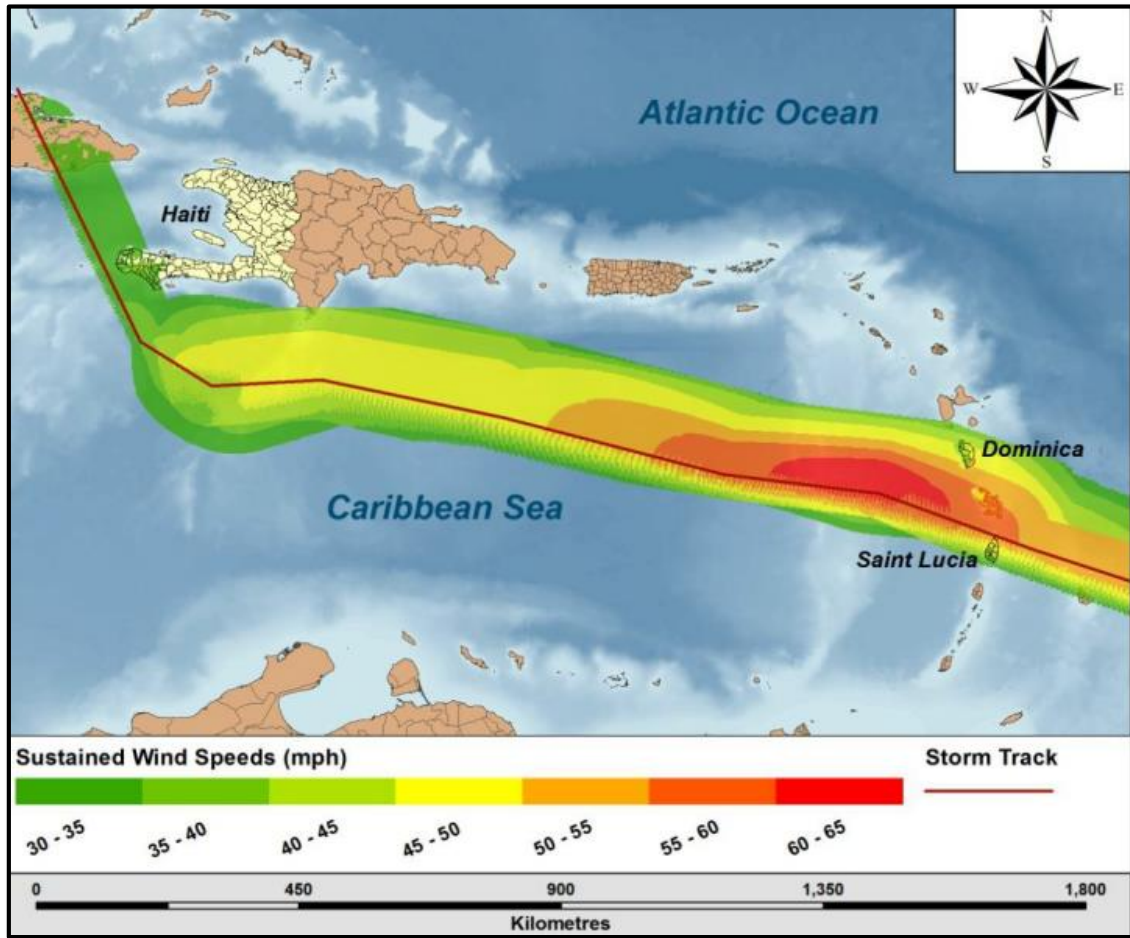 N
W
E
S
Atlantic Ocean
Haiti
Dominica
Caribbean Sea
Saint Lucia
Sustained Wind Speeds (mph)
Storm Track
30 - 35
35 - 40
40 - 45
45 - 50
50 - 55
55 - 60
60 - 65
0
450
900
1,350
1,800
Kilometres